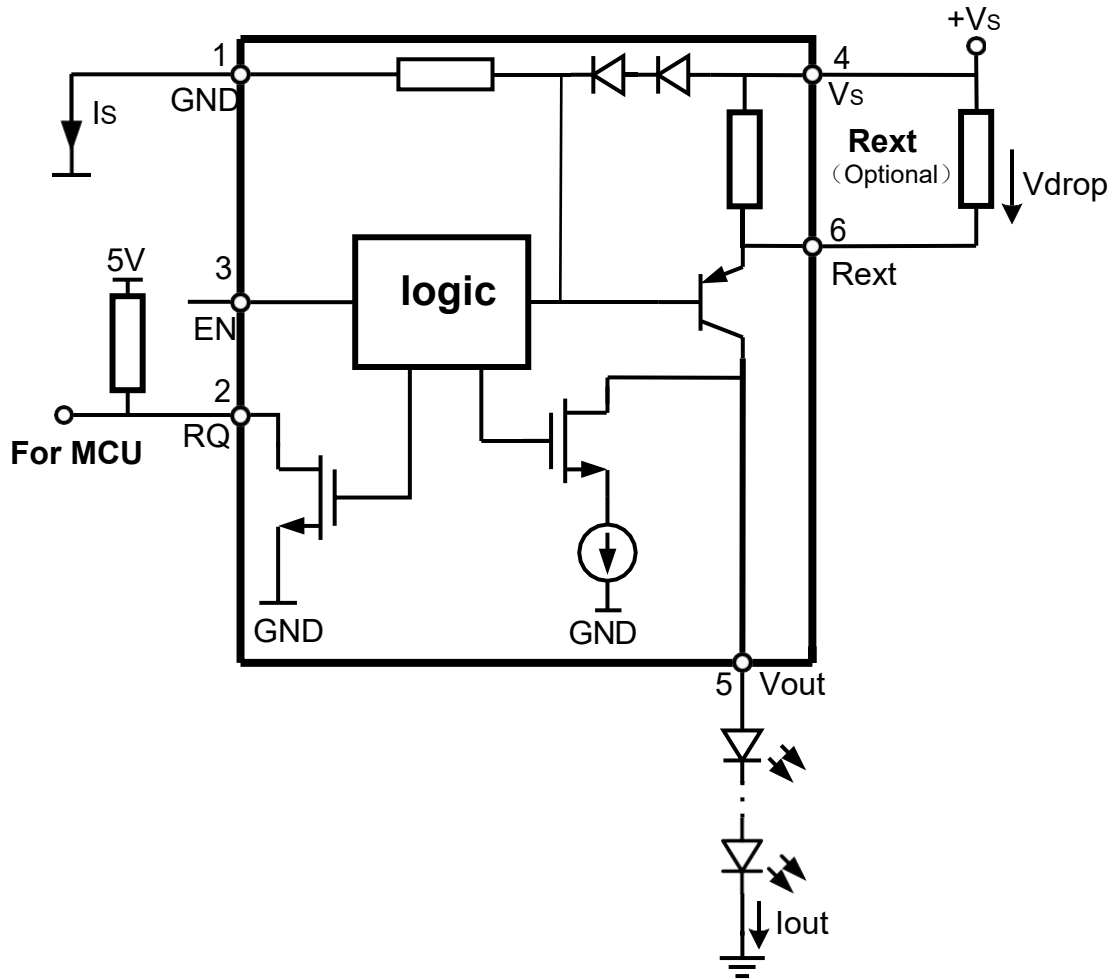 +Vs
1
4
GND
Vs
Is
Rext
（Optional）
Vdrop
6
Rext
5V
3
logic
EN
2
RQ
For MCU
GND
GND
5
Vout
Iout